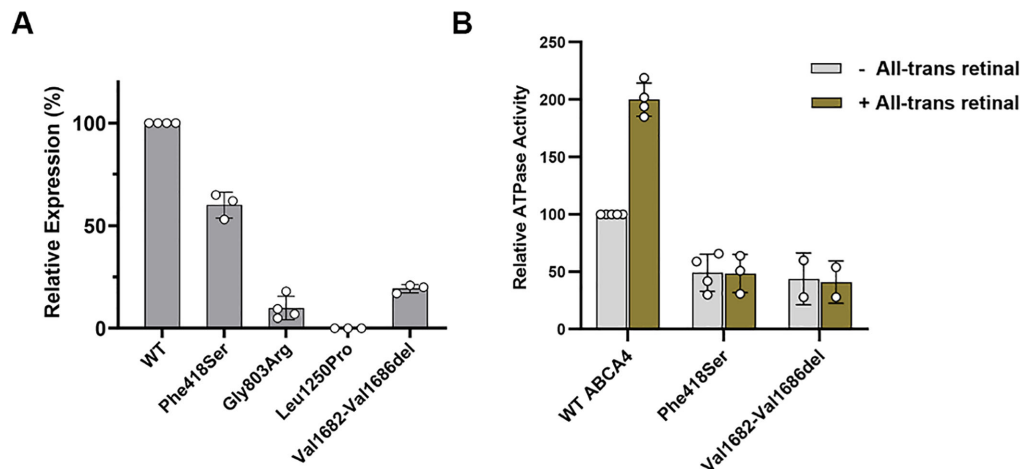 A
Relative Expression (%)
100
50
0
WT
Phe418Ser
Gly803Arg
Leu1250Pro
Val1682-Val1686del
B
Relative ATPase Activity
250
200
150
100
50
0
WT ABCA4
Phe418Ser
Val1682-Val1686del
- All-trans retinal
+ All-trans retinal